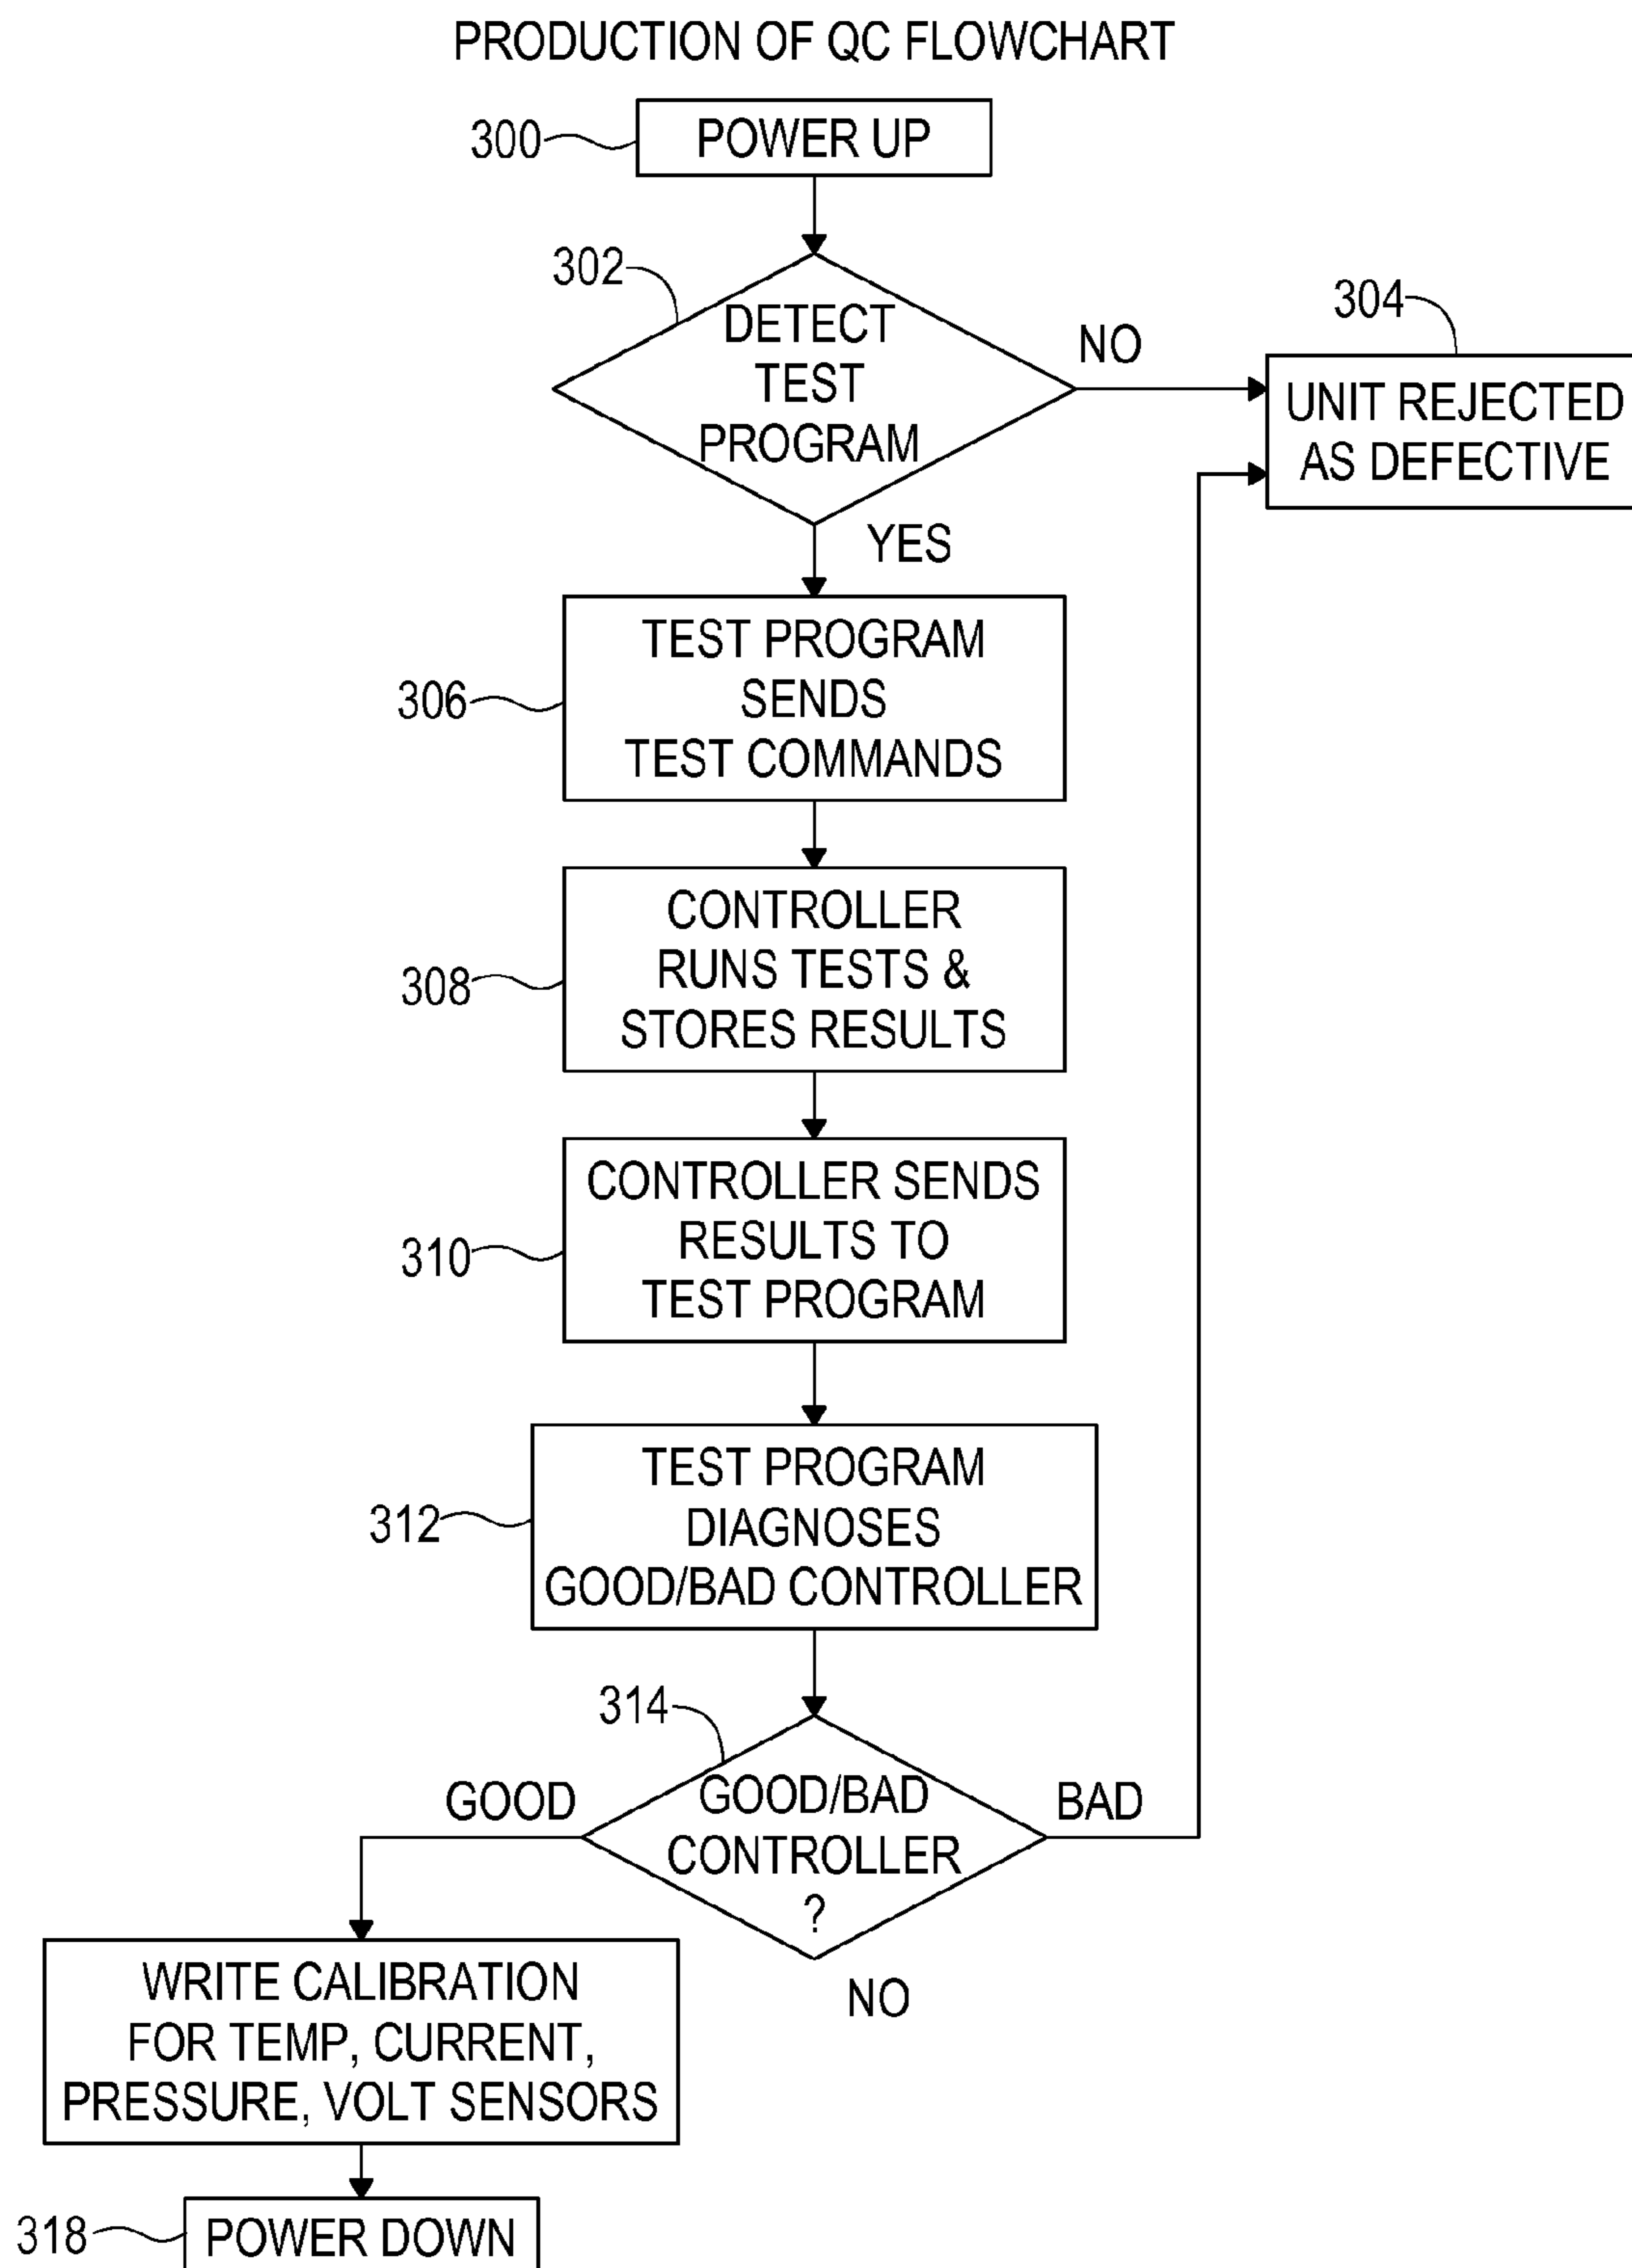 PRODUCTION OF QC FLOWCHART
300
POWER UP
302
DETECT
TEST
PROGRAM
NO
304
UNIT REJECTED
AS DEFECTIVE
YES
306
TEST PROGRAM
SENDS
TEST COMMANDS
308
CONTROLLER
RUNS TESTS &
STORES RESULTS
310
CONTROLLER SENDS
RESULTS TO
TEST PROGRAM
312
TEST PROGRAM
DIAGNOSES
GOOD/BAD CONTROLLER
314
GOOD
GOOD/BAD
CONTROLLER
?
BAD
NO
WRITE CALIBRATION
FOR TEMP, CURRENT,
PRESSURE, VOLT SENSORS
318
POWER DOWN